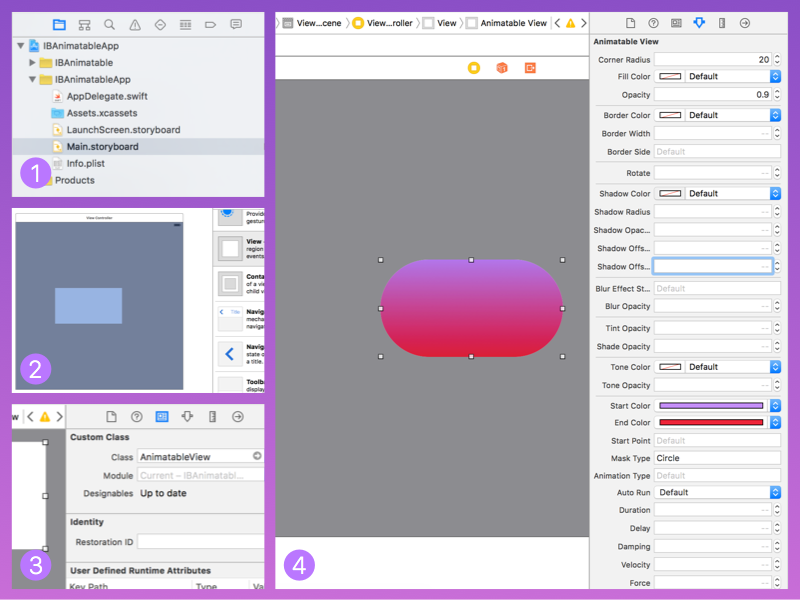 IBAnimatableApp
IBAnimatable
IBAnimatableApp
AppDelegate.swift
Assets.xcassets
LaunchScreen.storyboard
Main.storyboard
Info.plist
Products
1
View Controller
Provid
gestur
View
region
events
Conta
of a vi
child v
Title
Navig
mecha
navigat
Navig
state o
a title.
Toolba
display
2
w
Custom Class
Class AnimatableView
Module Current – IBAnimatabl...
Designables Up to date
Identity
Restoration ID
User Defined Runtime Attributes
Key Path Type Va
3
View...cene View...roller View Animatable View
4
Animatable View
Corner Radius 20
Fill Color Default
Opacity 0.9
Border Color Default
Border Width --
Border Side Default
Rotate --
Shadow Color Default
Shadow Radius --
Shadow Opac... --
Shadow Offs... --
Shadow Offs... --
Blur Effect St... Default
Blur Opacity --
Tint Opacity --
Shade Opacity --
Tone Color Default
Tone Opacity --
Start Color
End Color
Start Point Default
Mask Type Circle
Animation Type Default
Auto Run Default
Duration --
Delay --
Damping --
Velocity --
Force --